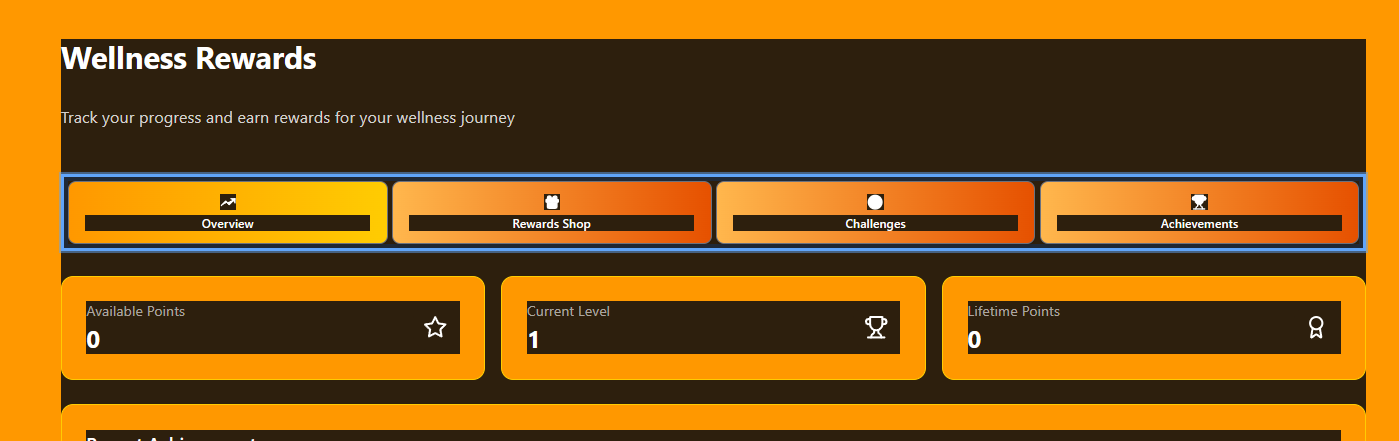 Wellness Rewards
Track your progress and earn rewards for your wellness journey
Overview
Rewards Shop
Challenges
Achievements
Available Points
0
Current Level
1
Lifetime Points
0